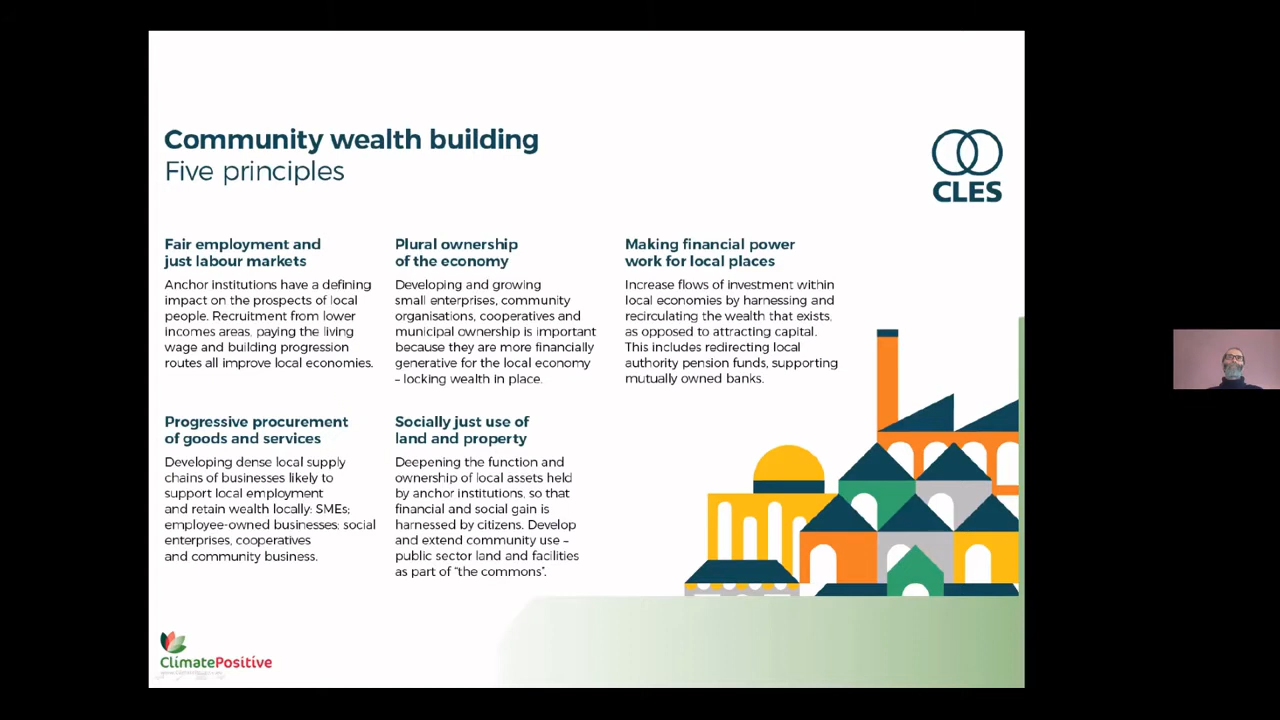 Community wealth building
Five principles
CLES
Fair employment and
just labour markets
Anchor institutions have a defining
impact on the prospects of local
people. Recruitment from lower
incomes areas, paying the living
wage and building progression
routes all improve local economies.
Plural ownership
of the economy
Developing and growing
small enterprises, community
organisations, cooperatives and
municipal ownership is important
because they are more financially
generative for the local economy
– locking wealth in place.
Making financial power
work for local places
Increase flows of investment within
local economies by harnessing and
recirculating the wealth that exists,
as opposed to attracting capital.
This includes redirecting local
authority pension funds, supporting
mutually owned banks.
Progressive procurement
of goods and services
Developing dense local supply
chains of businesses likely to
support local employment
and retain wealth locally: SMEs;
employee-owned businesses; social
enterprises, cooperatives
and community business.
Socially just use of
land and property
Deepening the function and
ownership of local assets held
by anchor institutions, so that
financial and social gain is
harnessed by citizens. Develop
and extend community use –
public sector land and facilities
as part of “the commons”.
ClimatePositive